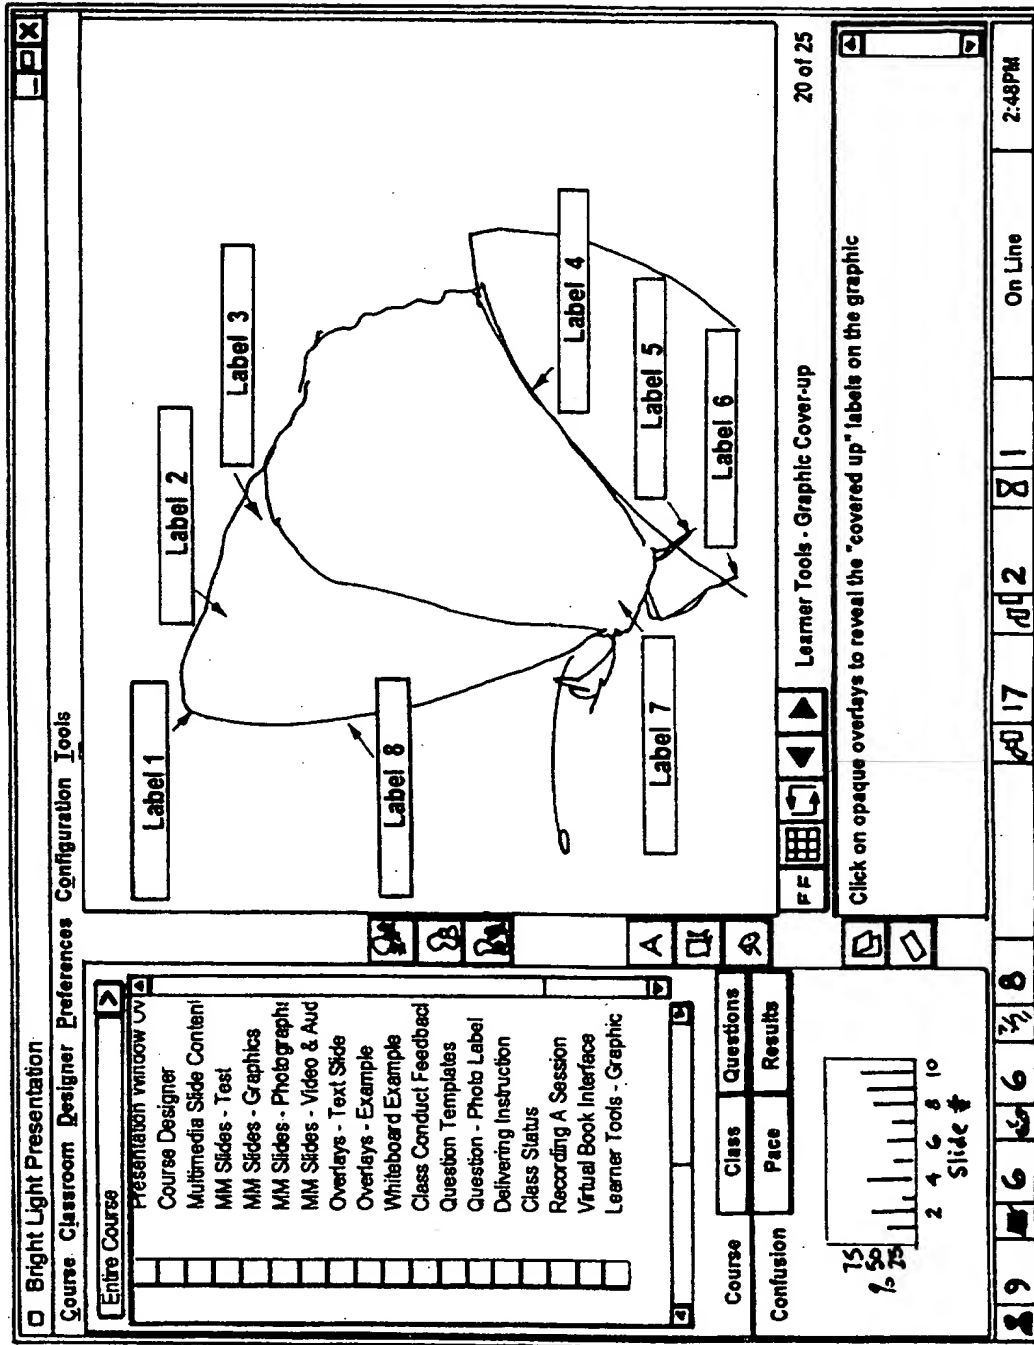 Bright Light Presentation
Course Classroom Designer Preferences Configuration Tools
Entire Course
Presentation Window Ov
Course Designer
Multimedia Slide Content
MM Slides - Test
MM Slides - Graphics
MM Slides - Photographs
MM Slides - Video & Aud
Overlays - Text Slide
Overlays - Example
Whiteboard Example
Class Conduct Feedback
Question Templates
Question - Photo Label
Delivering Instruction
Class Status
Recording A Session
Virtual Book Interface
Learner Tools - Graphic
Course Class Questions
Confusion Pace Results
75
% 50
25
2 4 6 8 10
Slide #
A
Label 1
Label 2
Label 3
Label 4
Label 5
Label 6
Label 7
Label 8
FF
Learner Tools - Graphic Cover-up
20 of 25
Click on opaque overlays to reveal the "covered up" labels on the graphic
9 6 6 8 17 2 1 On Line 2:48PM